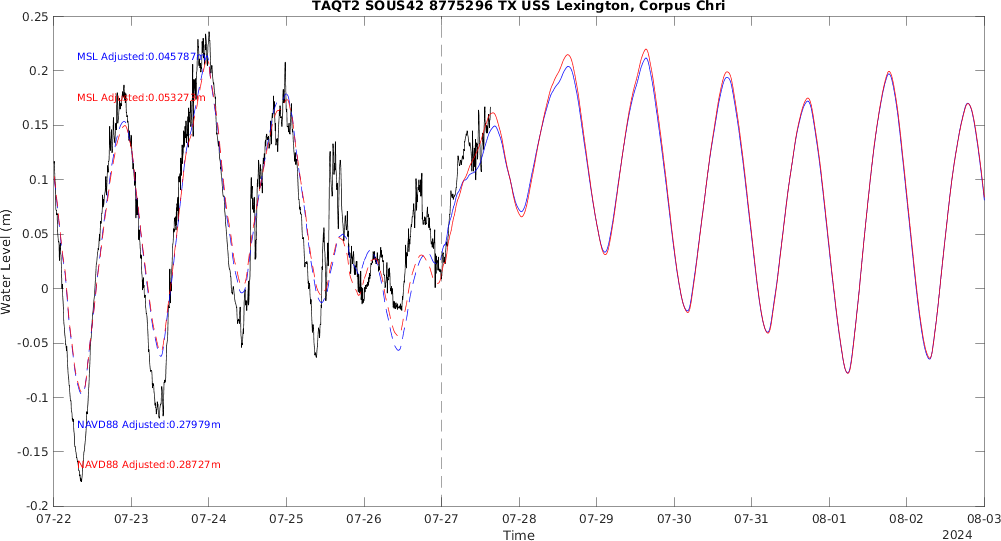 TAQT2 SOUS42 8775296 TX USS Lexington, Corpus Chri
0.25
0.2
0.15
0.1
0.05
0
-0.05
-0.1
-0.15
-0.2
Water Level (m)
MSL Adjusted:0.045787m
MSL Adjusted:0.053273m
NAVD88 Adjusted:0.27979m
NAVD88 Adjusted:0.28727m
07-22 07-23 07-24 07-25 07-26 07-27 07-28 07-29 07-30 07-31 08-01 08-02 08-03
Time
2024